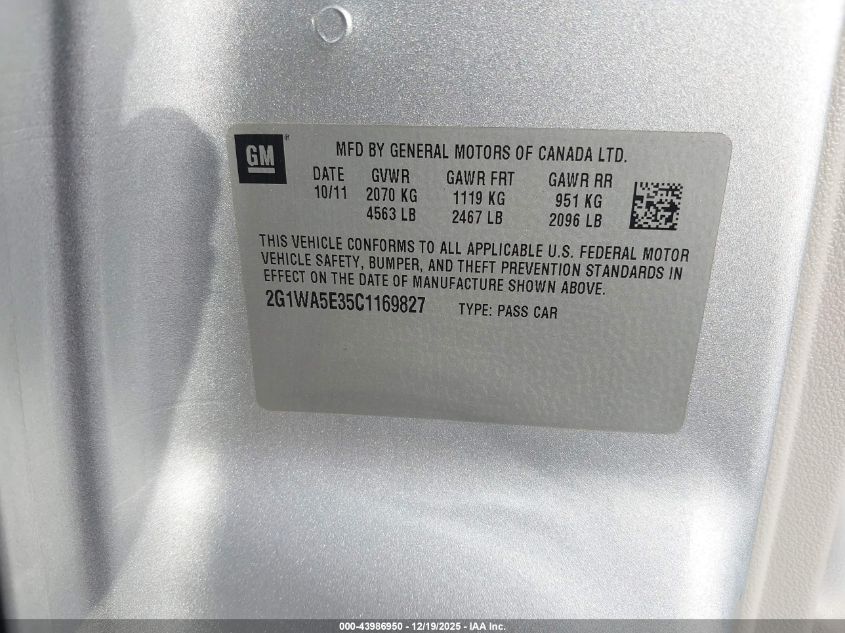 GM®
MFD BY GENERAL MOTORS OF CANADA LTD.
DATE GVWR GAWR FRT GAWR RR
10/11 2070 KG 1119 KG 951 KG
4563 LB 2467 LB 2096 LB
THIS VEHICLE CONFORMS TO ALL APPLICABLE U.S. FEDERAL MOTOR
VEHICLE SAFETY, BUMPER, AND THEFT PREVENTION STANDARDS IN
EFFECT ON THE DATE OF MANUFACTURE SHOWN ABOVE.
2G1WA5E35C1169827 TYPE: PASS CAR
000-43986950 - 12/19/2025 - IAA Inc.